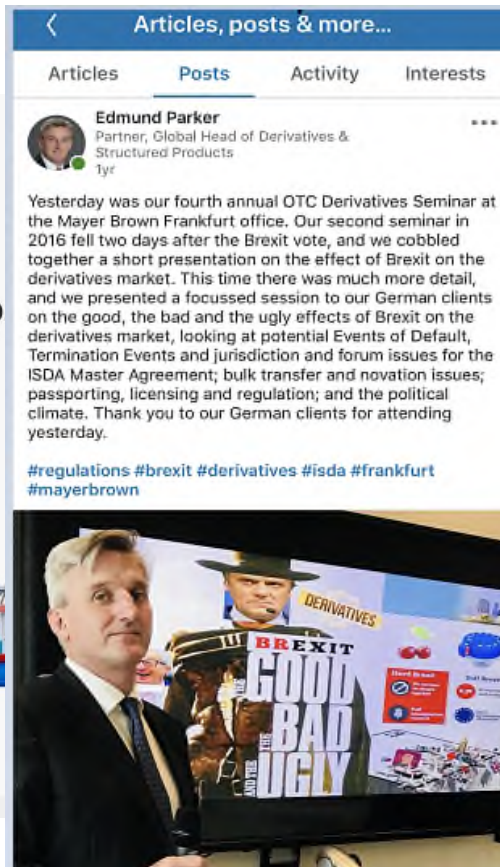 Articles, posts & more...
Articles Posts Activity Interests
Edmund Parker
Partner, Global Head of Derivatives &
Structured Products
1yr
Yesterday was our fourth annual OTC Derivatives Seminar at
the Mayer Brown Frankfurt office. Our second seminar in
2016 fell two days after the Brexit vote, and we cobbled
together a short presentation on the effect of Brexit on the
derivatives market. This time there was much more detail,
and we presented a focussed session to our German clients
on the good, the bad and the ugly effects of Brexit on the
derivatives market, looking at potential Events of Default,
Termination Events and jurisdiction and forum issues for the
ISDA Master Agreement; bulk transfer and novation issues;
passporting, licensing and regulation; and the political
climate. Thank you to our German clients for attending
yesterday.
#regulations #brexit #derivatives #isda #frankfurt
#mayerbrown
DERIVATIVES
BREXIT
THE GOOD
THE BAD
AND THE UGLY